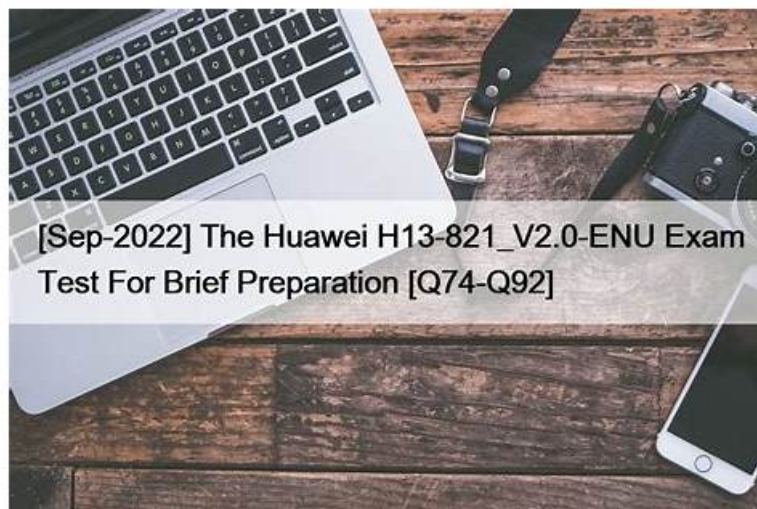 [Sep-2022] The Huawei H13-821_V2.0-ENU Exam
Test For Brief Preparation [Q74-Q92]